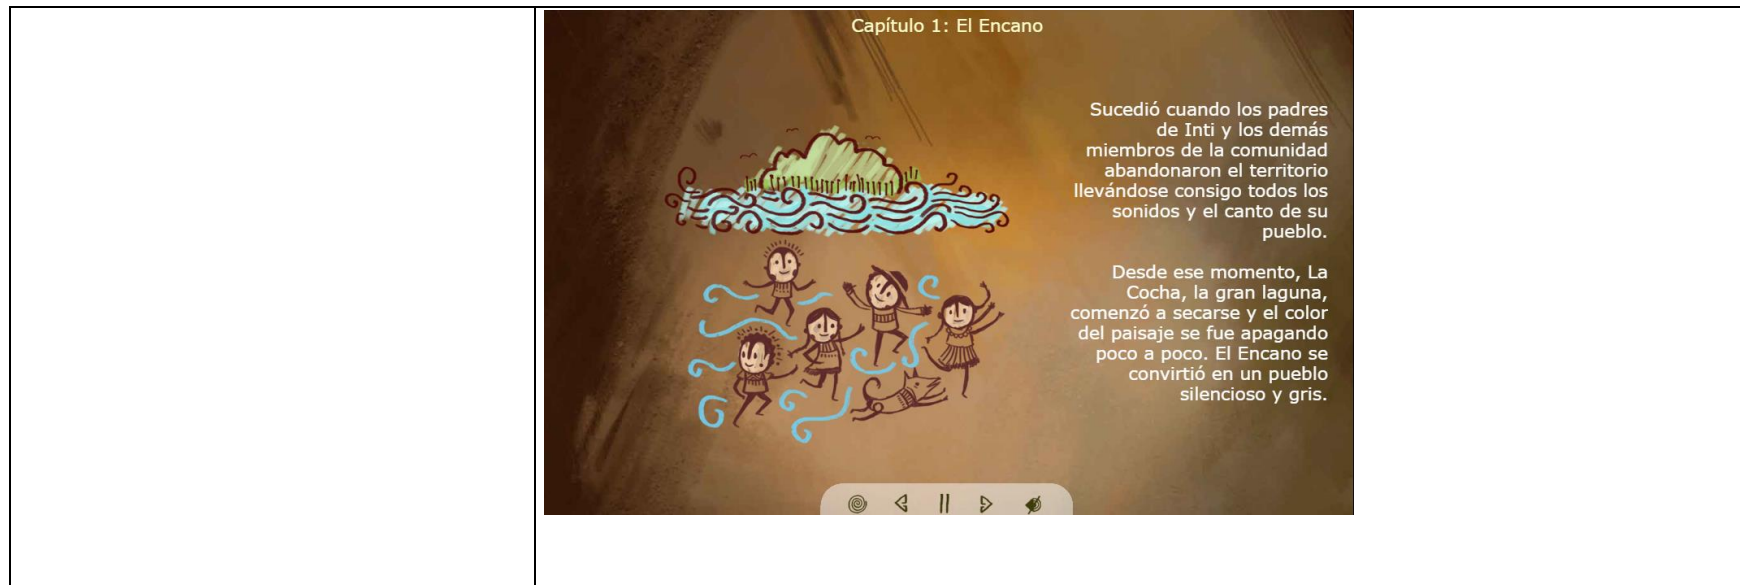 Capítulo 1: El Encano
Sucedió cuando los padres
de Inti y los demás
miembros de la comunidad
abandonaron el territorio
llevándose consigo todos los
sonidos y el canto de su
pueblo.
Desde ese momento, La
Cocha, la gran laguna,
comenzó a secarse y el color
del paisaje se fue apagando
poco a poco. El Encano se
convirtió en un pueblo
silencioso y gris.